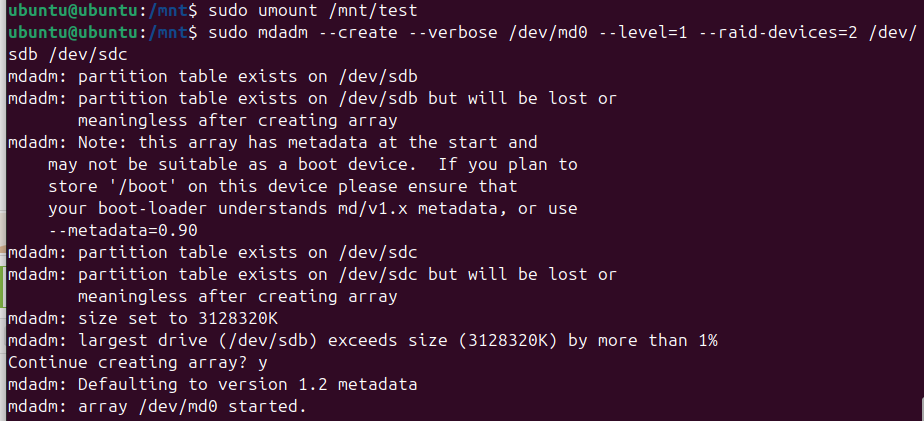 ubuntu@ubuntu:/mnt$ sudo umount /mnt/test
ubuntu@ubuntu:/mnt$ sudo mdadm --create --verbose /dev/md0 --level=1 --raid-devices=2 /dev/
sdb /dev/sdc
mdadm: partition table exists on /dev/sdb
mdadm: partition table exists on /dev/sdb but will be lost or
       meaningless after creating array
mdadm: Note: this array has metadata at the start and
    may not be suitable as a boot device.  If you plan to
    store '/boot' on this device please ensure that
    your boot-loader understands md/v1.x metadata, or use
    --metadata=0.90
mdadm: partition table exists on /dev/sdc
mdadm: partition table exists on /dev/sdc but will be lost or
       meaningless after creating array
mdadm: size set to 3128320K
mdadm: largest drive (/dev/sdb) exceeds size (3128320K) by more than 1%
Continue creating array? y
mdadm: Defaulting to version 1.2 metadata
mdadm: array /dev/md0 started.